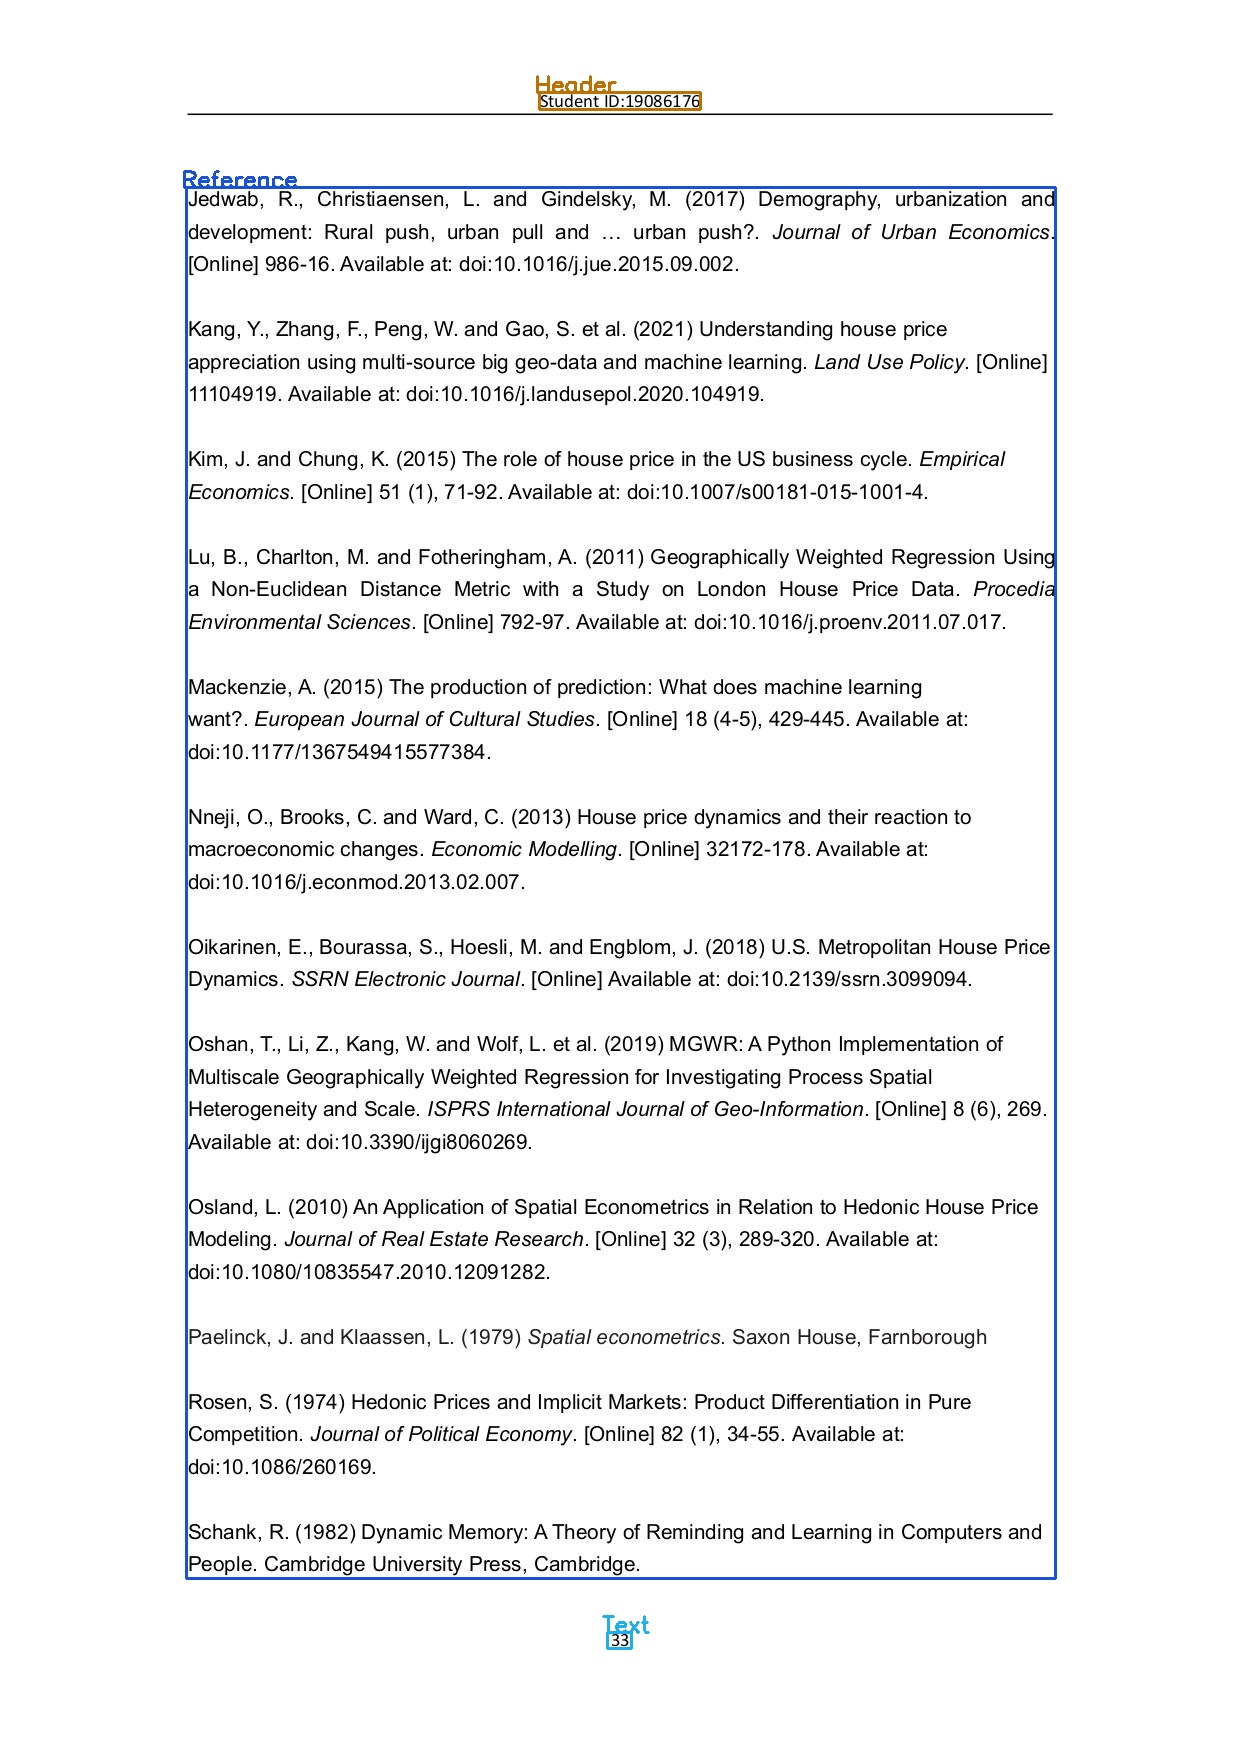 Header
Student ID:19086176
Reference
Jedwab, R., Christiaensen, L. and Gindelsky, M. (2017) Demography, urbanization and
development: Rural push, urban pull and … urban push?. Journal of Urban Economics.
[Online] 986-16. Available at: doi:10.1016/j.jue.2015.09.002.
Kang, Y., Zhang, F., Peng, W. and Gao, S. et al. (2021) Understanding house price
appreciation using multi-source big geo-data and machine learning. Land Use Policy. [Online]
11104919. Available at: doi:10.1016/j.landusepol.2020.104919.
Kim, J. and Chung, K. (2015) The role of house price in the US business cycle. Empirical
Economics. [Online] 51 (1), 71-92. Available at: doi:10.1007/s00181-015-1001-4.
Lu, B., Charlton, M. and Fotheringham, A. (2011) Geographically Weighted Regression Using
a Non-Euclidean Distance Metric with a Study on London House Price Data. Procedia
Environmental Sciences. [Online] 792-97. Available at: doi:10.1016/j.proenv.2011.07.017.
Mackenzie, A. (2015) The production of prediction: What does machine learning
want?. European Journal of Cultural Studies. [Online] 18 (4-5), 429-445. Available at:
doi:10.1177/1367549415577384.
Nneji, O., Brooks, C. and Ward, C. (2013) House price dynamics and their reaction to
macroeconomic changes. Economic Modelling. [Online] 32172-178. Available at:
doi:10.1016/j.econmod.2013.02.007.
Oikarinen, E., Bourassa, S., Hoesli, M. and Engblom, J. (2018) U.S. Metropolitan House Price
Dynamics. SSRN Electronic Journal. [Online] Available at: doi:10.2139/ssrn.3099094.
Oshan, T., Li, Z., Kang, W. and Wolf, L. et al. (2019) MGWR: A Python Implementation of
Multiscale Geographically Weighted Regression for Investigating Process Spatial
Heterogeneity and Scale. ISPRS International Journal of Geo-Information. [Online] 8 (6), 269.
Available at: doi:10.3390/ijgi8060269.
Osland, L. (2010) An Application of Spatial Econometrics in Relation to Hedonic House Price
Modeling. Journal of Real Estate Research. [Online] 32 (3), 289-320. Available at:
doi:10.1080/10835547.2010.12091282.
Paelinck, J. and Klaassen, L. (1979) Spatial econometrics. Saxon House, Farnborough
Rosen, S. (1974) Hedonic Prices and Implicit Markets: Product Differentiation in Pure
Competition. Journal of Political Economy. [Online] 82 (1), 34-55. Available at:
doi:10.1086/260169.
Schank, R. (1982) Dynamic Memory: A Theory of Reminding and Learning in Computers and
People. Cambridge University Press, Cambridge.
Text
33